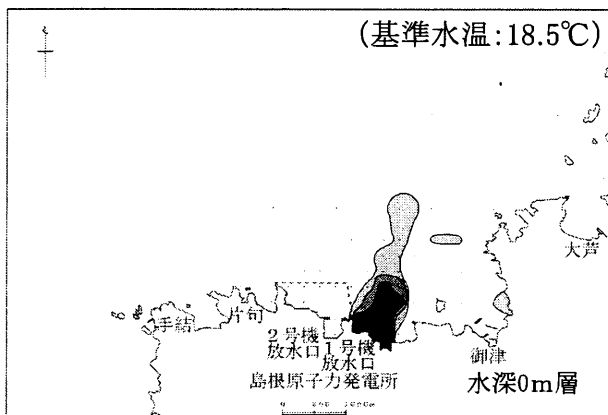 (基準水温:18.5℃)
大芦
手結
片句
2号機
放水口
1号機
放水口
御津
島根原子力発電所
水深0m層